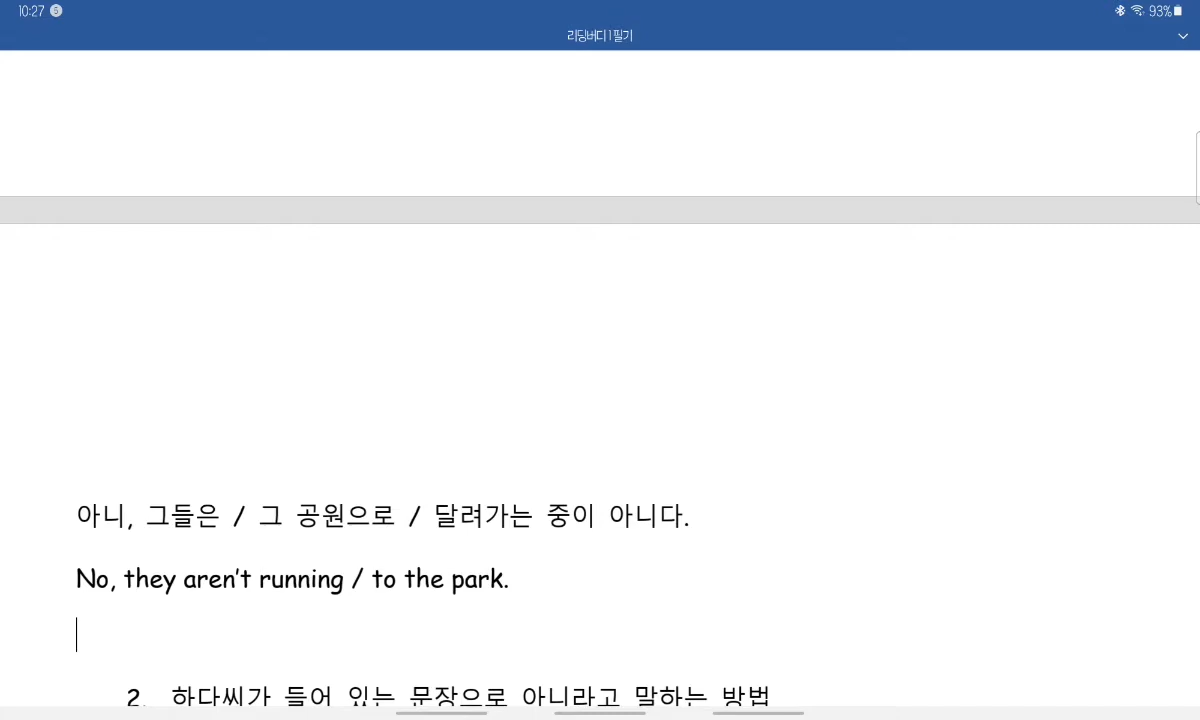 10:27 6 93%
리딩버디 1 필기
아니, 그들은 / 그 공원으로 / 달려가는 중이 아니다.
No, they aren't running / to the park.
2. 하다씨가 들어 있는 문장으로 아니라고 말하는 방법